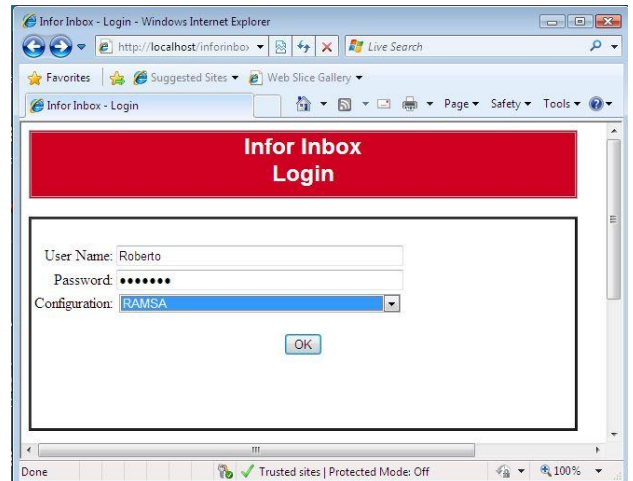 Infor Inbox - Login - Windows Internet Explorer
http://localhost/inforinbox
Live Search
Favorites
Suggested Sites
Web Slice Gallery
Infor Inbox - Login
Page
Safety
Tools
Infor Inbox
Login
User Name: Roberto
Password: •••••••
Configuration: RAMSA
OK
Done
Trusted sites | Protected Mode: Off
100%